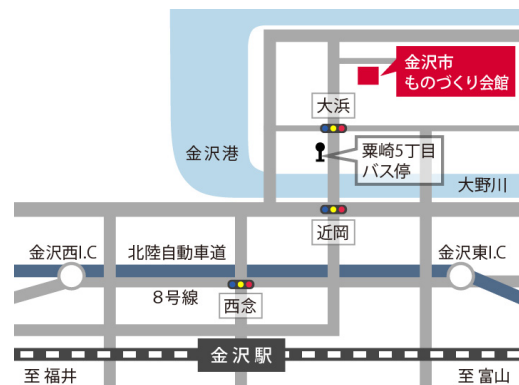 金沢市
ものづくり会館
大浜
金沢港
粟崎5丁目
バス停
大野川
近岡
金沢西I.C
北陸自動車道
金沢東I.C
8号線
西念
金沢駅
至 福井
至 富山